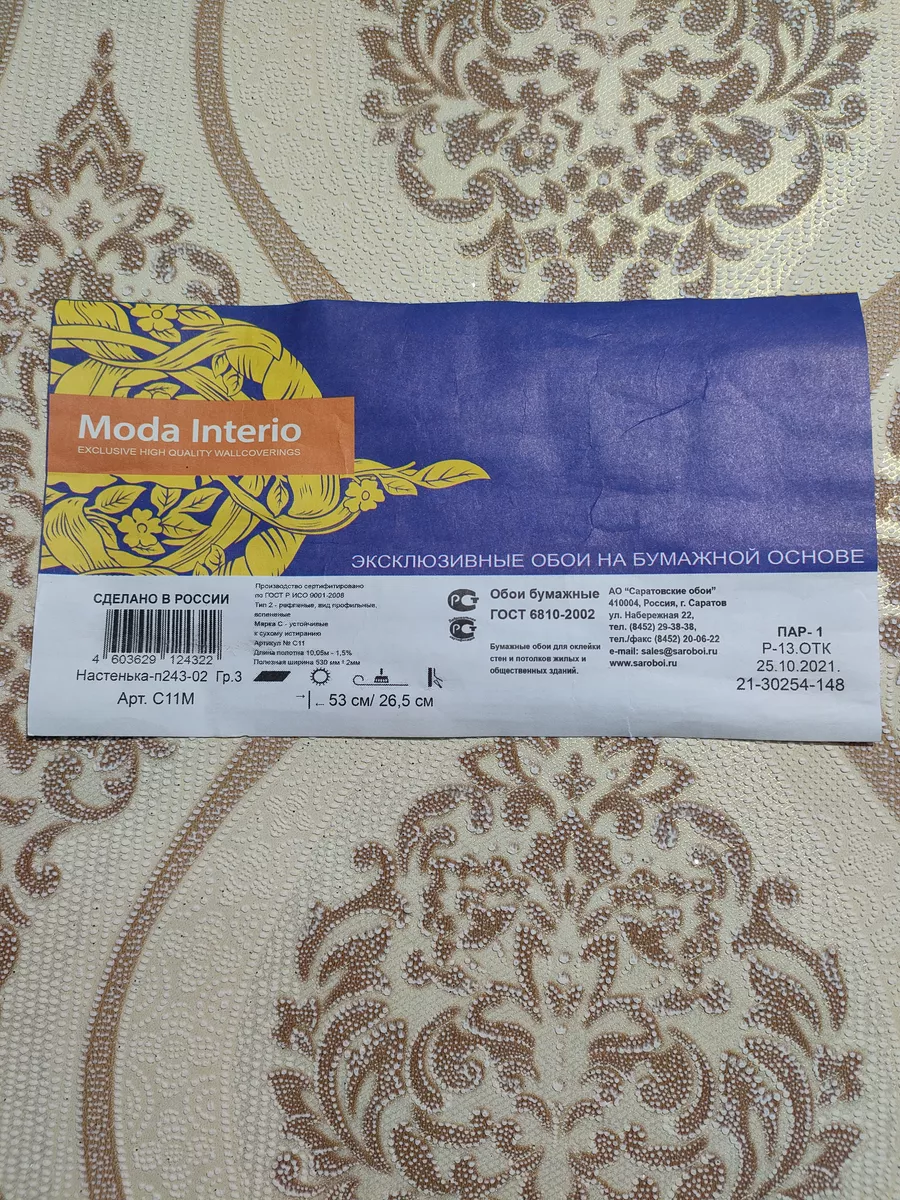 Moda Interio
EXCLUSIVE HIGH QUALITY WALLCOVERINGS
ЭКСКЛЮЗИВНЫЕ ОБОИ НА БУМАЖНОЙ ОСНОВЕ
СДЕЛАНО В РОССИИ
4 603629 124322
Настенька-п243-02 Гр.3
Арт. С11М
Производство сертифицировано
по ГОСТ Р ИСО 9001-2008
Тип 2 - рифленые, вид профильные,
вспененые
Марка С - устойчивые
к сухому истиранию
Артикул № С11
Длина полотна 10,05м - 1,5%
Полезная ширина 530 мм ± 2мм
53 см/ 26,5 см
Обои бумажные
ГОСТ 6810-2002
Бумажные обои для оклейки
стен и потолков жилых и
общественных зданий.
АО "Саратовские обои"
410004, Россия, г. Саратов
ул. Набережная 22,
тел. (8452) 29-38-38,
тел./факс (8452) 20-06-22
e-mail: sales@saroboi.ru
www.saroboi.ru
ПАР- 1
Р-13.ОТК
25.10.2021.
21-30254-148